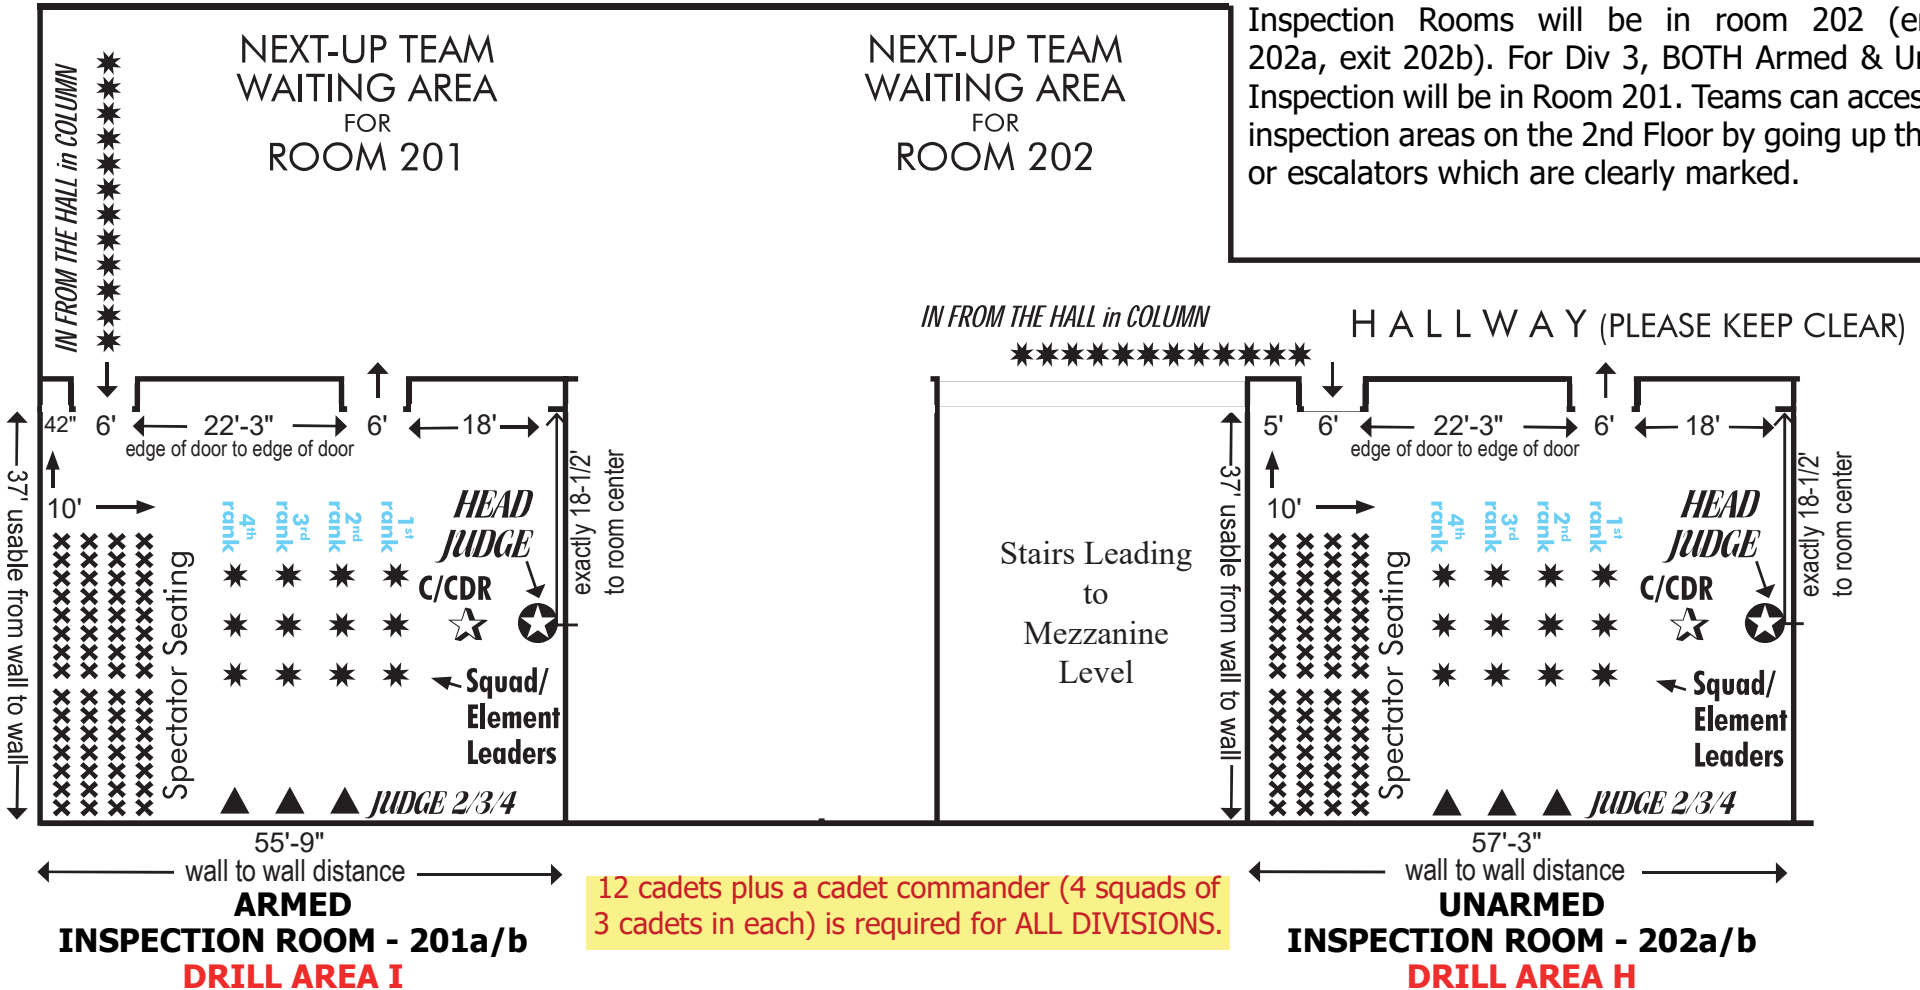 Inspection Rooms will be in room 202
202a, exit 202b). For Div 3, BOTH Armed &
Inspection will be in Room 201. Teams can
inspection areas on the 2nd Floor by going up
or escalators which are clearly marked.
NEXT-UP TEAM
WAITING AREA
FOR
ROOM 201
NEXT-UP TEAM
WAITING AREA
FOR
ROOM 202
IN FROM THE HALL in COLUMN
IN FROM THE HALL in COLUMN
H A L L W A Y (PLEASE KEEP CLEAR)
42" 6' 22'-3" 6' 18'
edge of door to edge of door
37' usable from wall to wall
10'
exactly 18-1/2'
to room center
4th rank
3rd rank
2nd rank
1st rank
HEAD
JUDGE
C/CDR
Spectator Seating
Squad/
Element
Leaders
JUDGE 2/3/4
55'-9"
wall to wall distance
ARMED
INSPECTION ROOM - 201a/b
DRILL AREA I
Stairs Leading
to
Mezzanine
Level
12 cadets plus a cadet commander (4 squads of
3 cadets in each) is required for ALL DIVISIONS.
5' 6' 22'-3" 6' 18'
edge of door to edge of door
37' usable from wall to wall
10'
exactly 18-1/2'
to room center
4th rank
3rd rank
2nd rank
1st rank
HEAD
JUDGE
C/CDR
Spectator Seating
Squad/
Element
Leaders
JUDGE 2/3/4
57'-3"
wall to wall distance
UNARMED
INSPECTION ROOM - 202a/b
DRILL AREA H